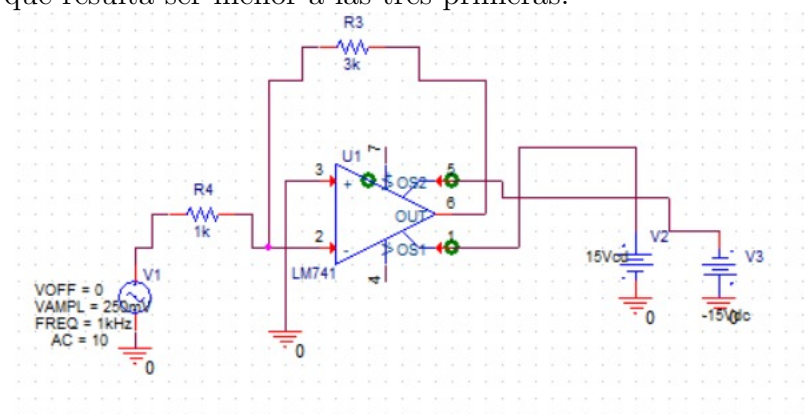 que resulta ser menor a las tres primeras.
R3
3k
U1
7
3
+
OS2
5
R4
1k
OUT
6
2
-
OS1
1
LM741
4
0
V1
VOFF = 0
VAMPL = 250mV
FREQ = 1kHz
AC = 10
0
V2
15Vdc
0
V3
-15Vdc
0